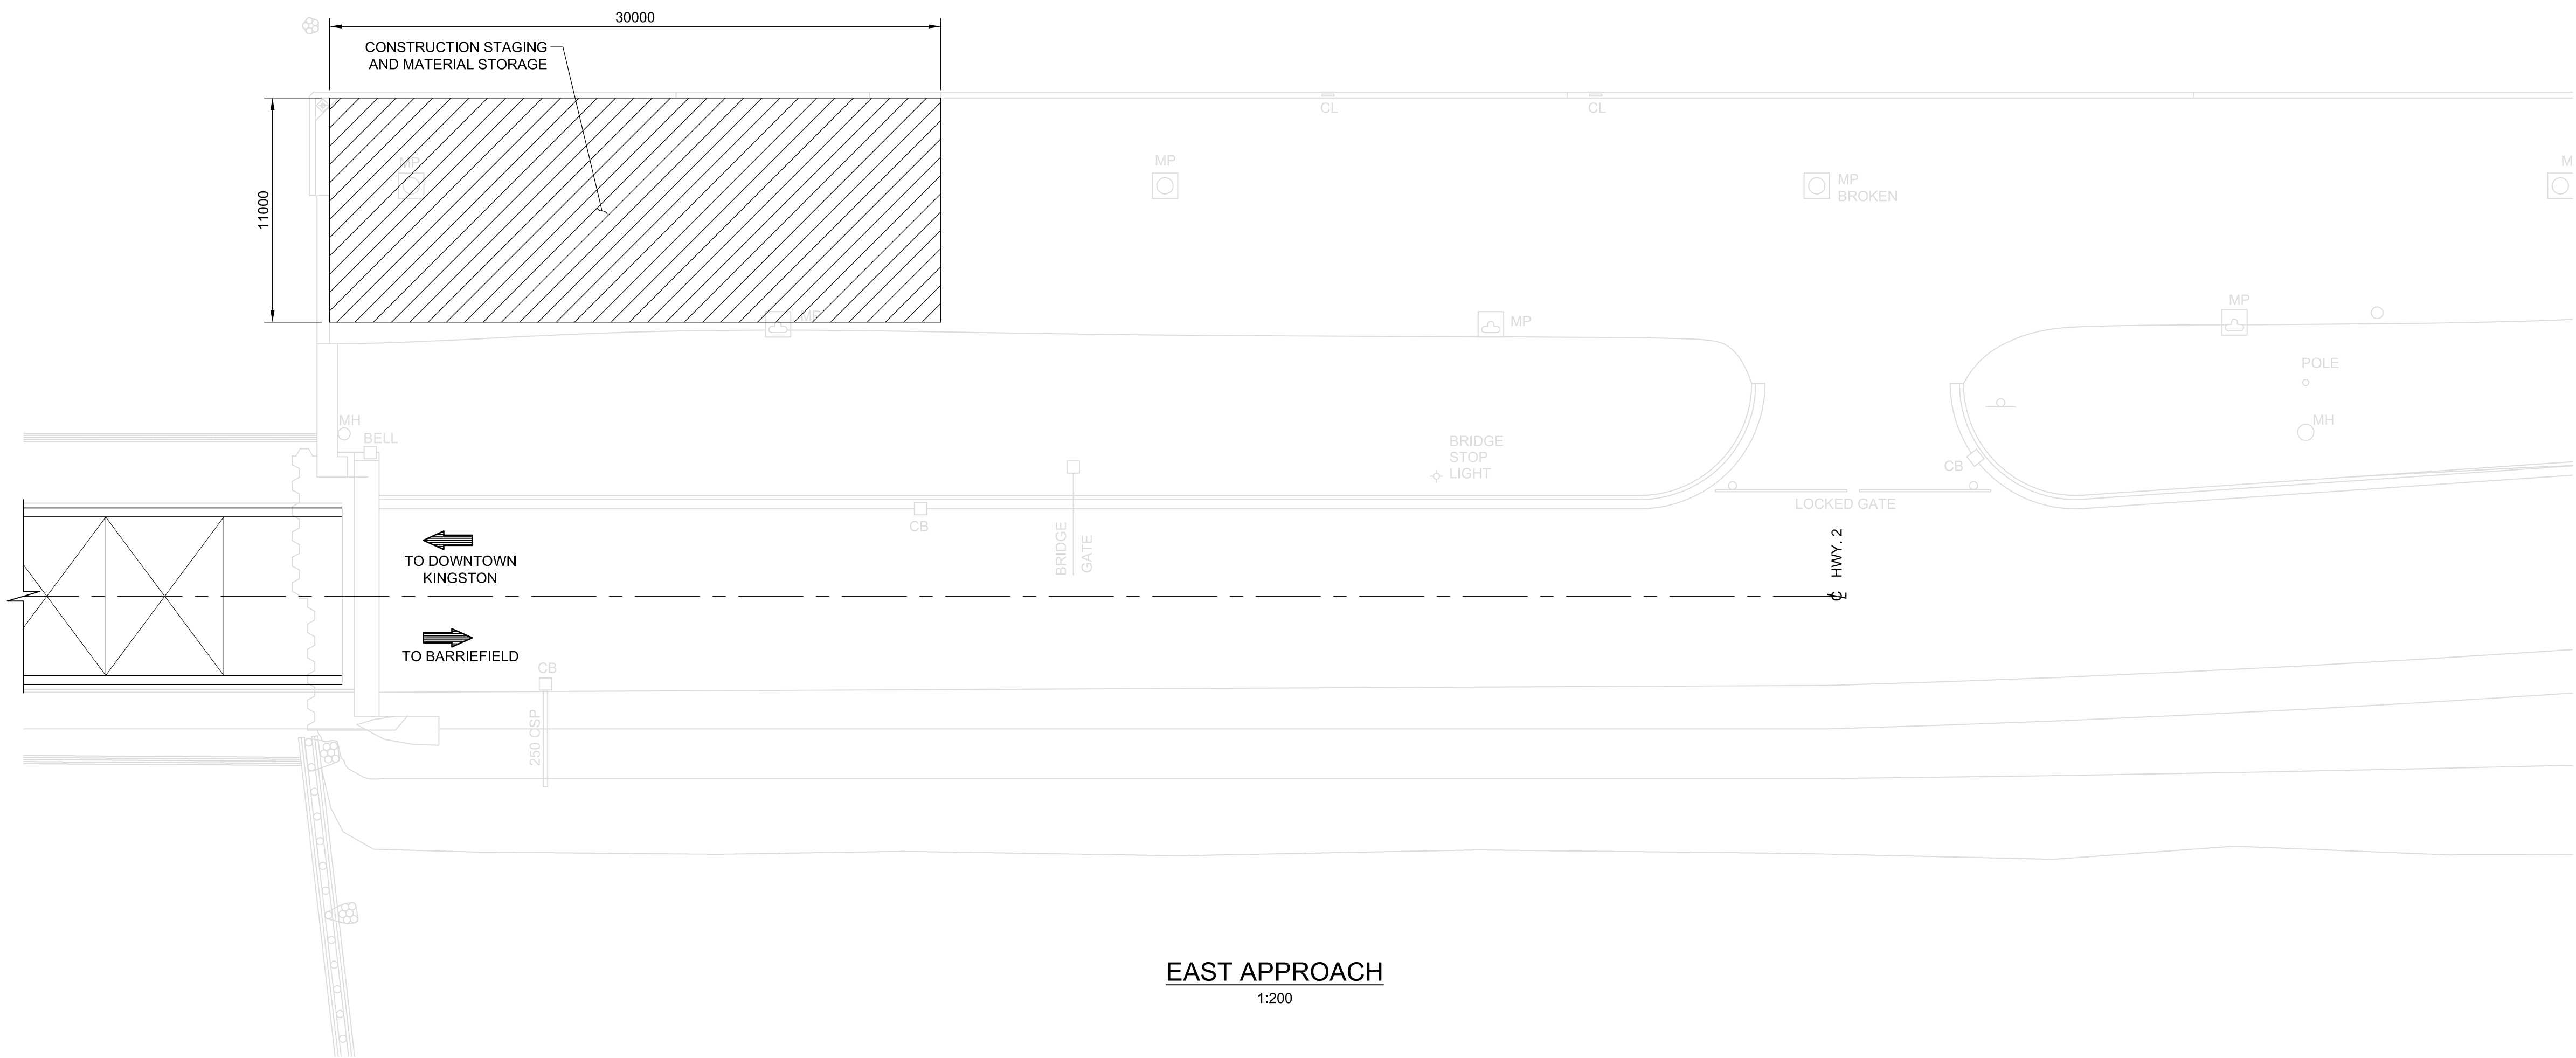 30000
CONSTRUCTION STAGING
AND MATERIAL STORAGE
11000
CL
CL
MP
MP
MP
BROKEN
M
MP
MP
MP
POLE
MH
MH
BELL
BRIDGE
STOP
LIGHT
CB
LOCKED GATE
CB
BRIDGE
GATE
TO DOWNTOWN
KINGSTON
HWY. 2
TO BARRIEFIELD
CB
250 CSP
EAST APPROACH
1:200